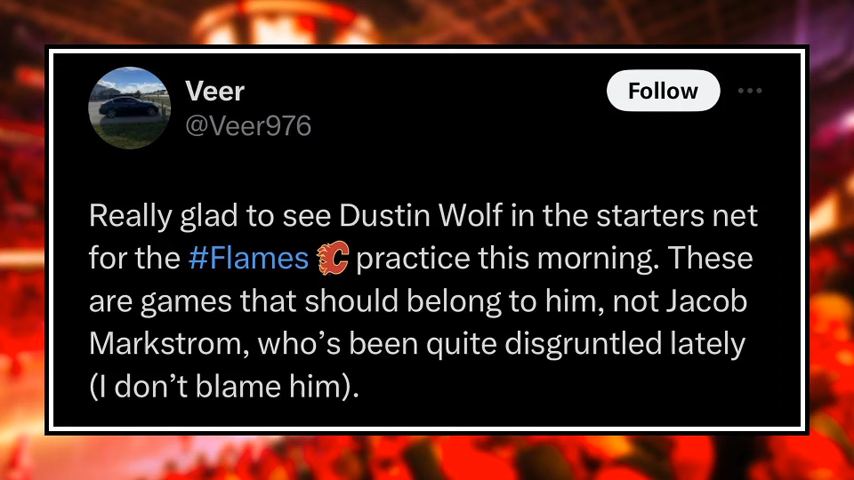 Veer
@Veer976
Follow
Really glad to see Dustin Wolf in the starters net
for the #Flames practice this morning. These
are games that should belong to him, not Jacob
Markstrom, who’s been quite disgruntled lately
(I don’t blame him).